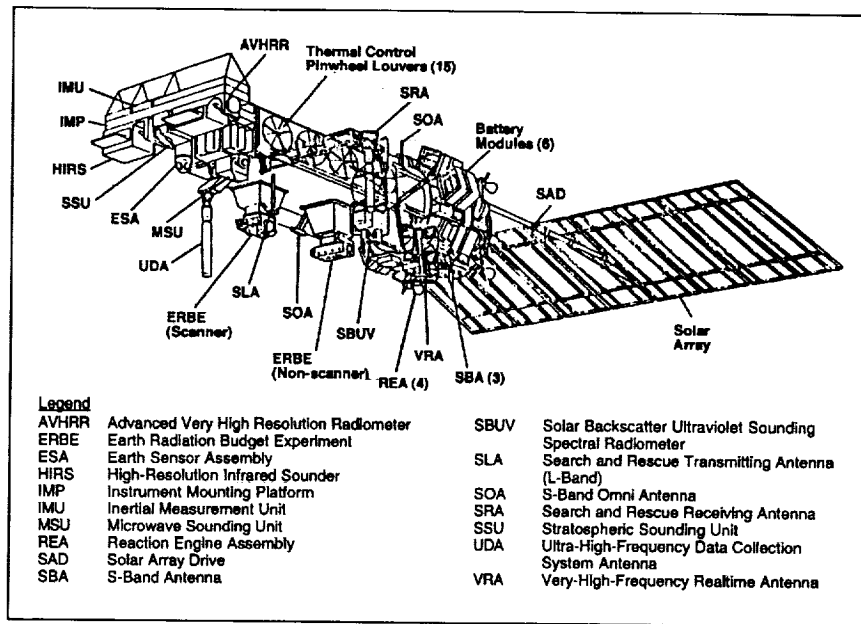 AVHRR
Thermal Control
Pinwheel Louvers (15)
IMU
SRA
IMP
SOA
Battery
Modules (6)
HIRS
SAD
SSU
ESA
MSU
UDA
SLA
SOA
ERBE
(Scanner)
SBUV
Solar
Array
VRA
ERBE
(Non-scanner)
REA (4)
SBA (3)
Legend
AVHRR Advanced Very High Resolution Radiometer
ERBE Earth Radiation Budget Experiment
ESA Earth Sensor Assembly
HIRS High-Resolution Infrared Sounder
IMP Instrument Mounting Platform
IMU Inertial Measurement Unit
MSU Microwave Sounding Unit
REA Reaction Engine Assembly
SAD Solar Array Drive
SBA S-Band Antenna
SBUV Solar Backscatter Ultraviolet Sounding
Spectral Radiometer
SLA Search and Rescue Transmitting Antenna
(L-Band)
SOA S-Band Omni Antenna
SRA Search and Rescue Receiving Antenna
SSU Stratospheric Sounding Unit
UDA Ultra-High-Frequency Data Collection
System Antenna
VRA Very-High-Frequency Realtime Antenna